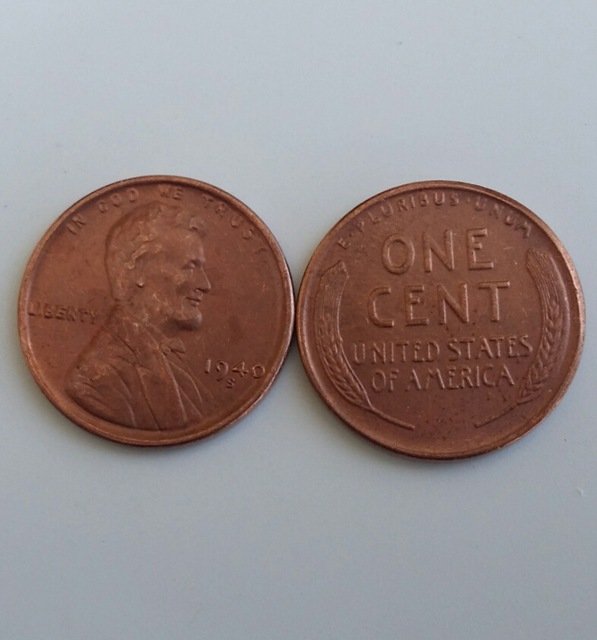 IN GOD WE TRUST
LIBERTY
1940
S
E·PLURIBUS·UNUM
ONE
CENT
UNITED STATES
OF AMERICA